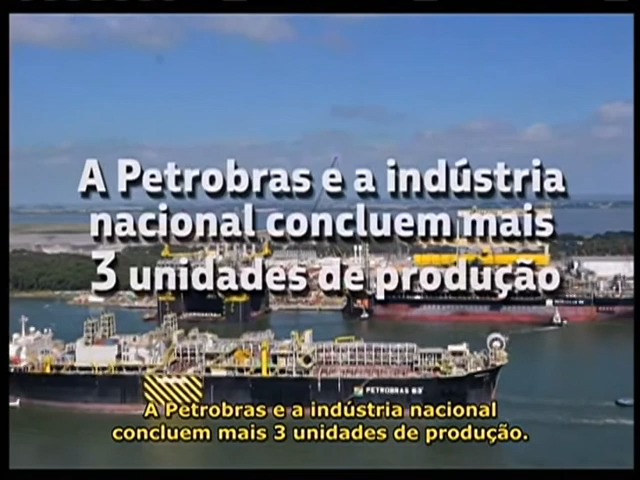 A Petrobras e a indústria
nacional concluem mais
3 unidades de produção
PETROBRAS 63
A Petrobras e a indústria nacional
concluem mais 3 unidades de produção.